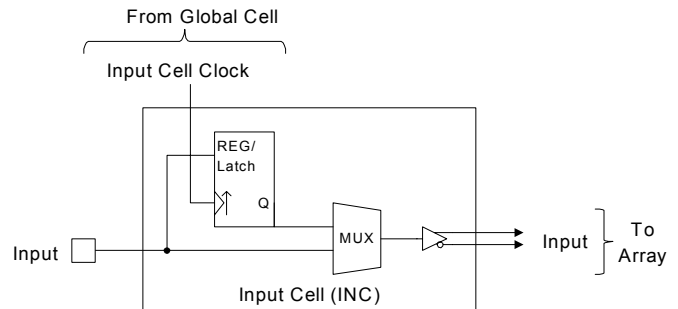 From Global Cell
Input Cell Clock
REG/
Latch
Q
MUX
Input
Input
To
Array
Input Cell (INC)